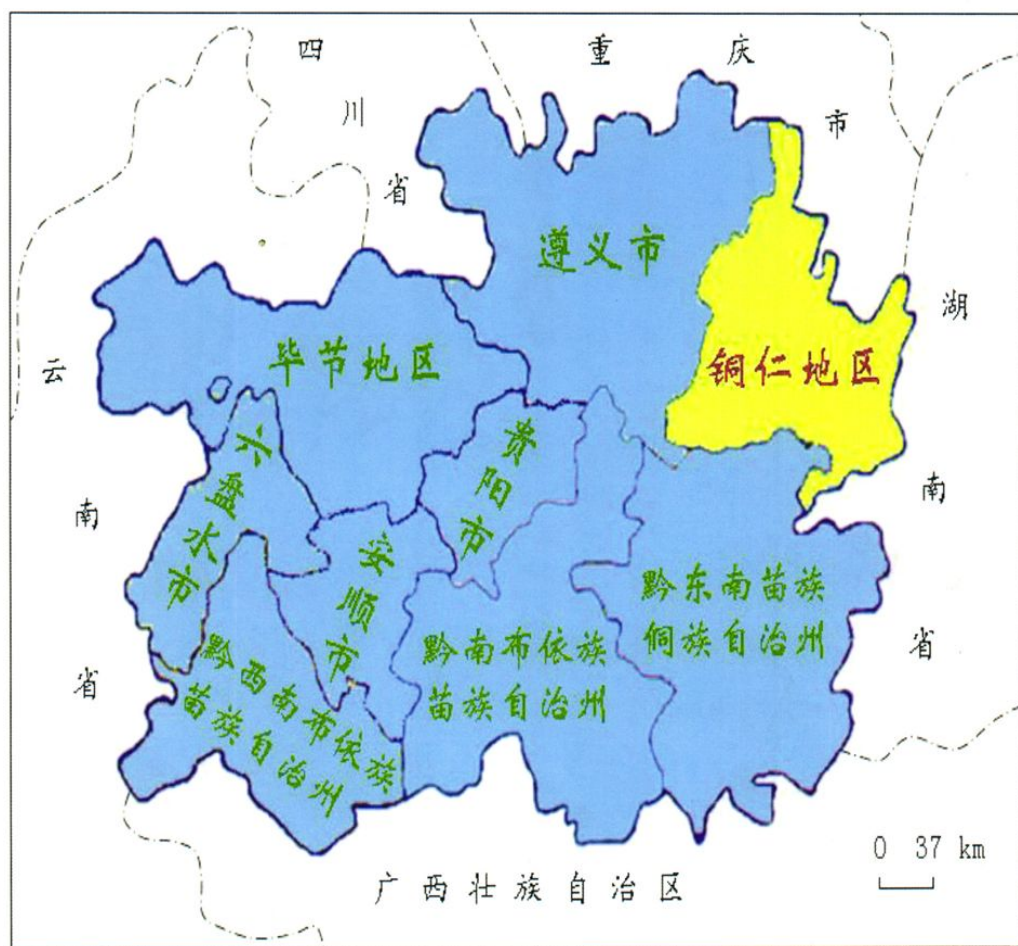 四川省
重庆市
遵义市
湖南省
云南省
毕节地区
铜仁地区
六盘水市
贵阳市
安顺市
黔东南苗族
侗族自治州
黔南布依族
苗族自治州
黔西南布依族
苗族自治州
0 37 km
广西壮族自治区